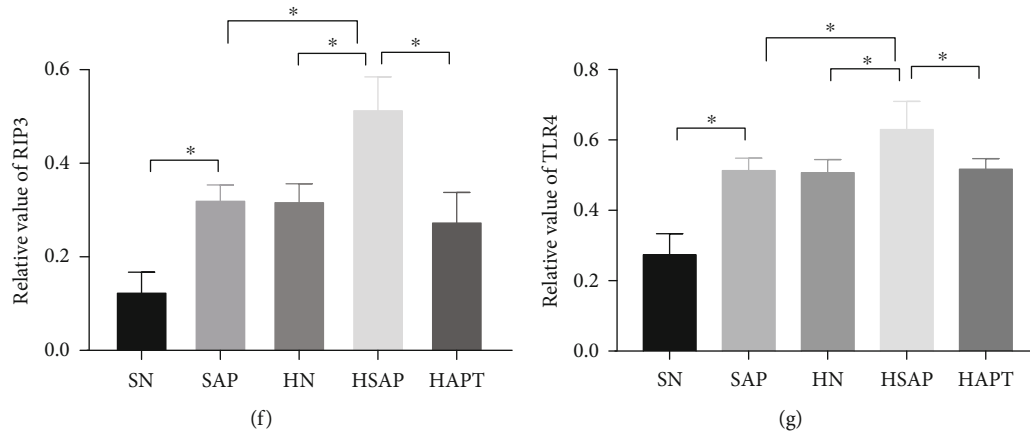 Relative value of RIP3
0.6
0.4
0.2
0.0
*
*
*
*
SN SAP HN HSAP HAPT
(f)
Relative value of TLR4
0.8
0.6
0.4
0.2
0.0
*
*
*
*
SN SAP HN HSAP HAPT
(g)